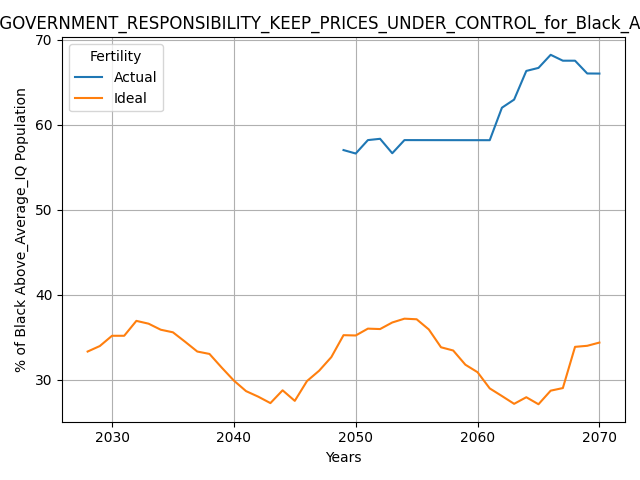 GOVERNMENT_RESPONSIBILITY_KEEP_PRICES_UNDER_CONTROL_for_Black_A
Fertility
Actual
Ideal
% of Black Above_Average_IQ Population
70
60
50
40
30
2030 2040 2050 2060 2070
Years